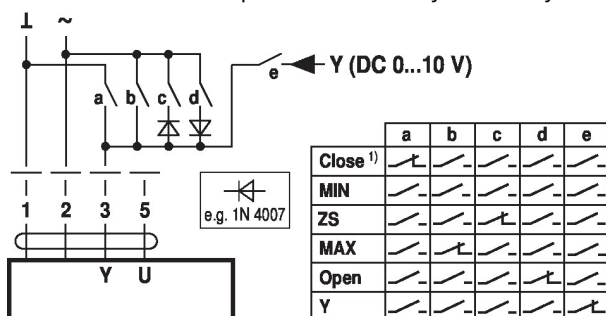 ⊥ ~
a b c d e Y (DC 0...10 V)
1 2 3 5
e.g. 1N 4007
Y U
a b c d e
Close 1)
MIN
ZS
MAX
Open
Y